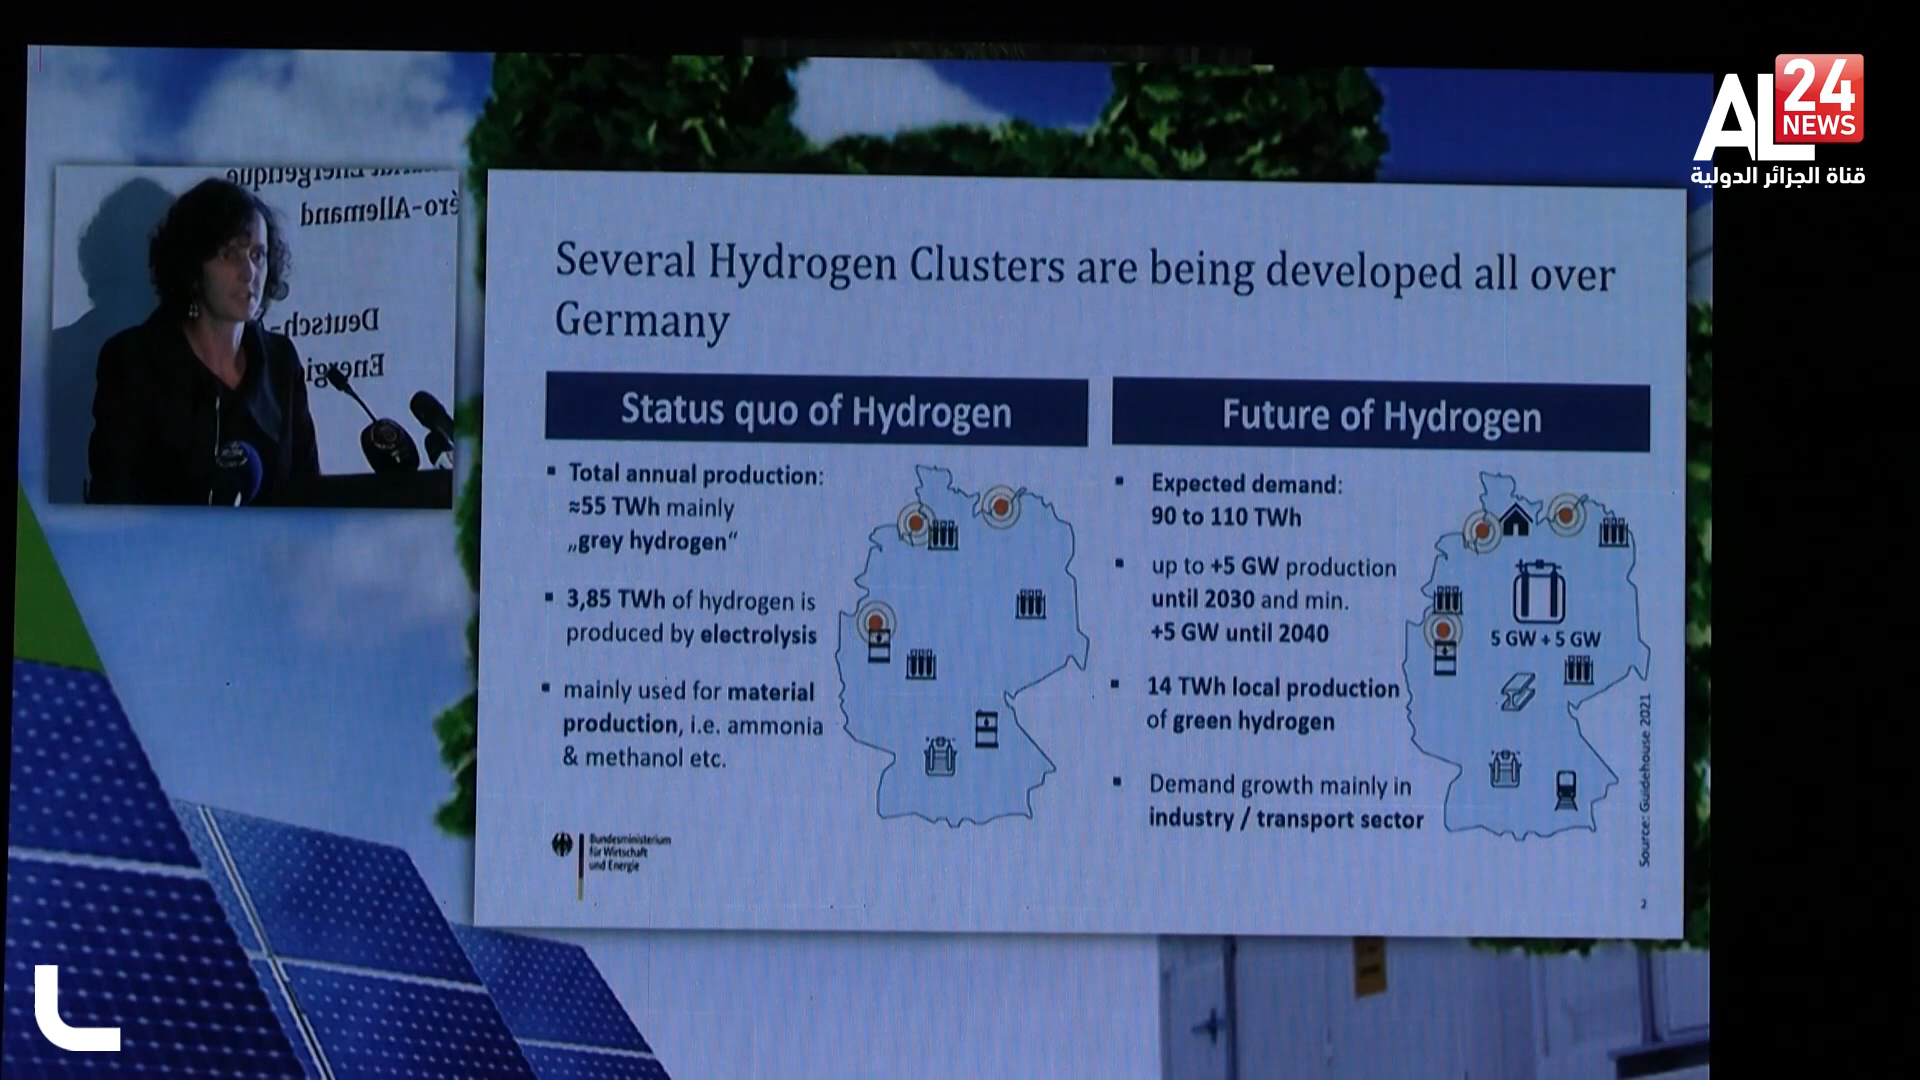 AL
24
NEWS
قناة الجزائر الدولية
éro-Allemand
Deutsch-
Energi
Several Hydrogen Clusters are being developed all over
Germany
Status quo of Hydrogen
▪ Total annual production:
≈55 TWh mainly
„grey hydrogen“
▪ 3,85 TWh of hydrogen is
produced by electrolysis
▪ mainly used for material
production, i.e. ammonia
& methanol etc.
Future of Hydrogen
▪ Expected demand:
90 to 110 TWh
▪ up to +5 GW production
until 2030 and min.
+5 GW until 2040
▪ 14 TWh local production
of green hydrogen
▪ Demand growth mainly in
industry / transport sector
5 GW + 5 GW
Source: Guidehouse 2021
Bundesministerium
für Wirtschaft
und Energie
2